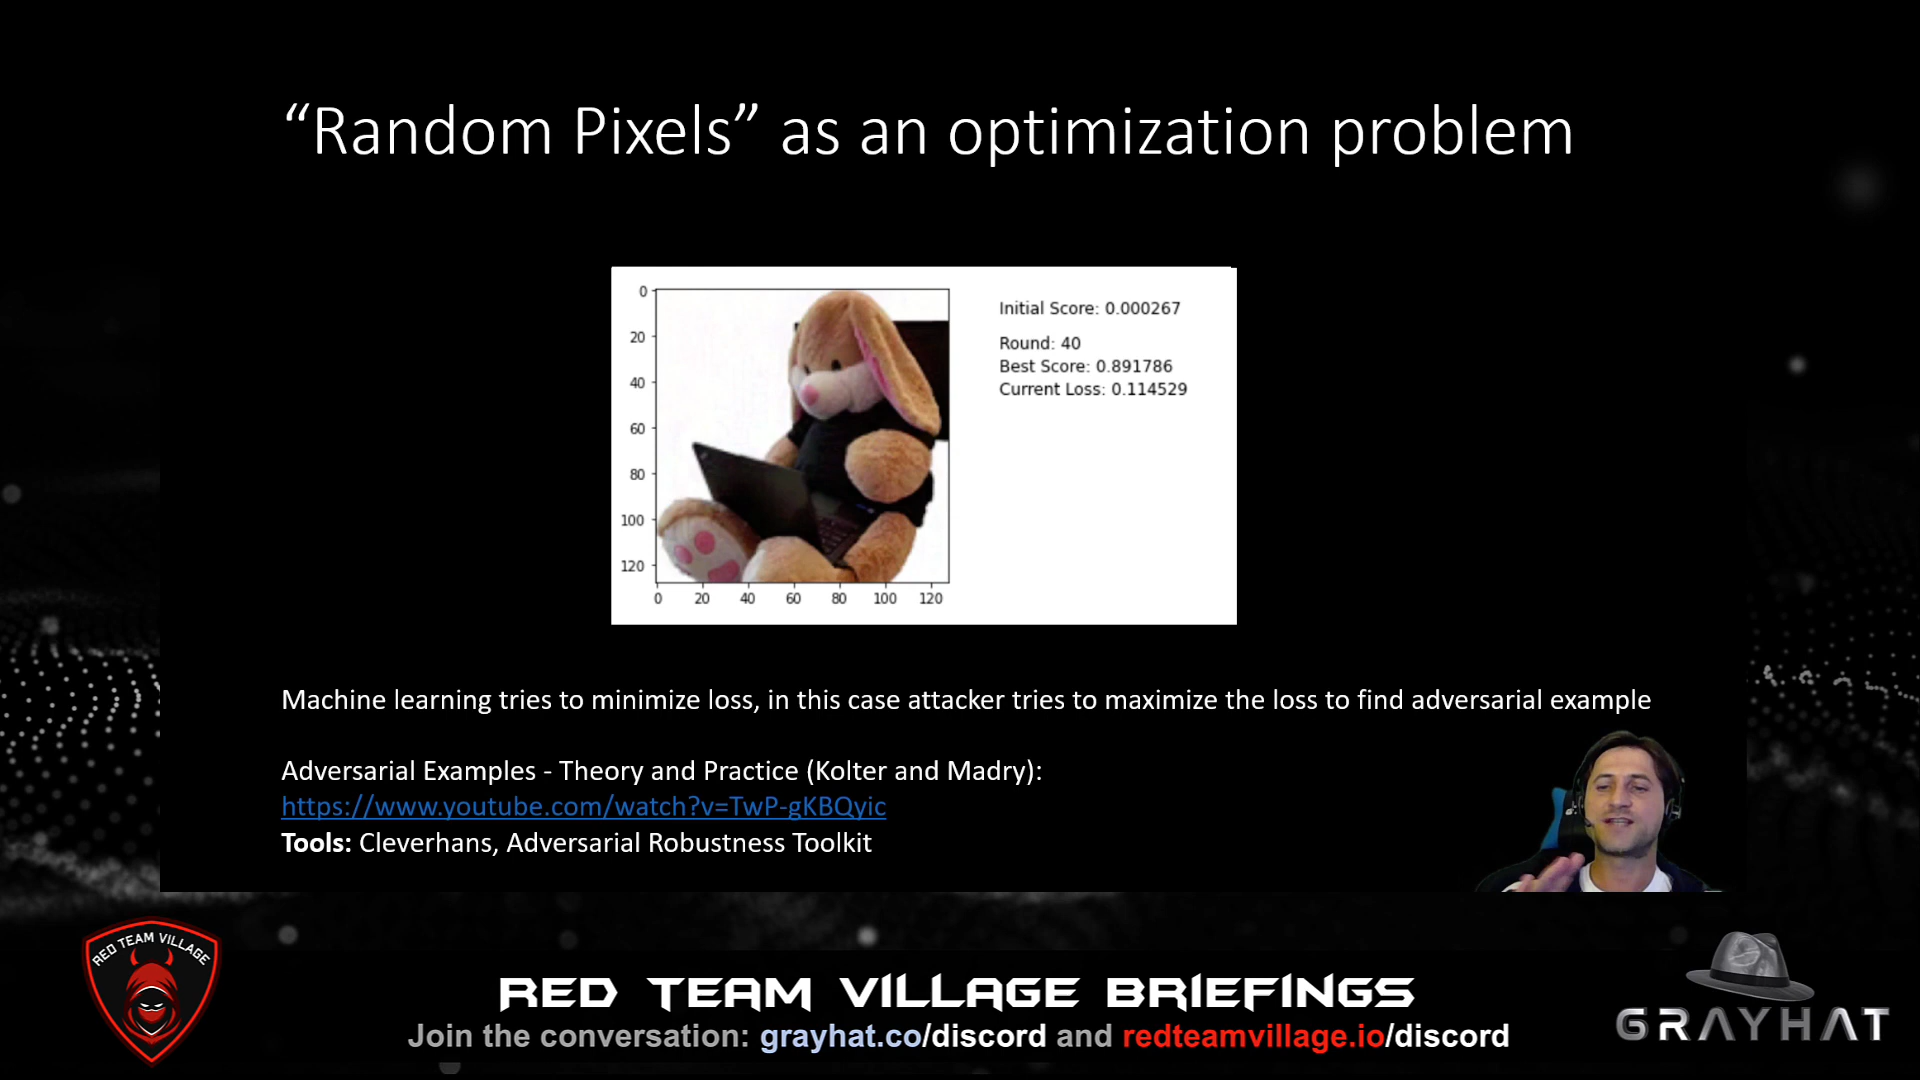 “Random Pixels” as an optimization problem
0
20
40
60
80
100
120
0 20 40 60 80 100 120
Initial Score: 0.000267
Round: 40
Best Score: 0.891786
Current Loss: 0.114529
Machine learning tries to minimize loss, in this case attacker tries to maximize the loss to find adversarial example
Adversarial Examples - Theory and Practice (Kolter and Madry):
https://www.youtube.com/watch?v=TwP-gKBQyic
Tools: Cleverhans, Adversarial Robustness Toolkit
RED TEAM VILLAGE
RED TEAM VILLAGE BRIEFINGS
Join the conversation: grayhat.co/discord and redteamvillage.io/discord
GRAYHAT